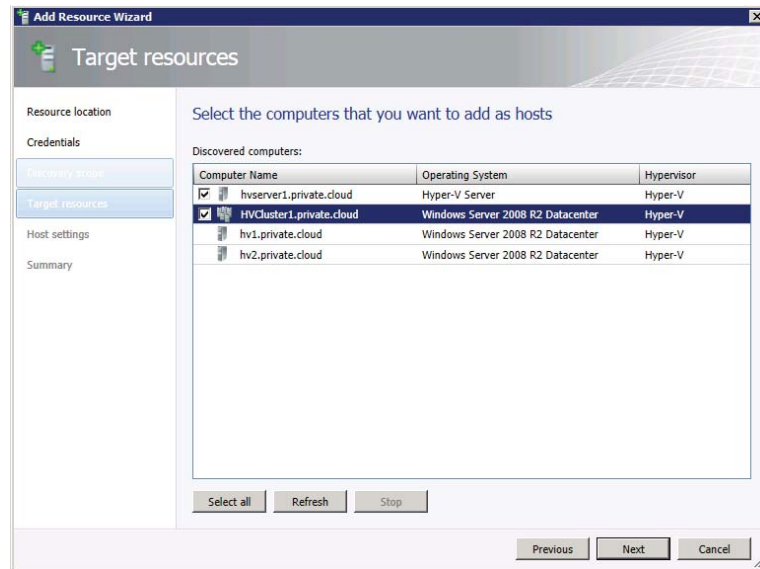 Add Resource Wizard
Target resources
Resource location
Credentials
Discovery scope
Target resources
Host settings
Summary
Select the computers that you want to add as hosts
Discovered computers:
Computer Name Operating System Hypervisor
hvserver1.private.cloud Hyper-V Server Hyper-V
HVCluster1.private.cloud Windows Server 2008 R2 Datacenter Hyper-V
hv1.private.cloud Windows Server 2008 R2 Datacenter Hyper-V
hv2.private.cloud Windows Server 2008 R2 Datacenter Hyper-V
Select all Refresh Stop
Previous Next Cancel